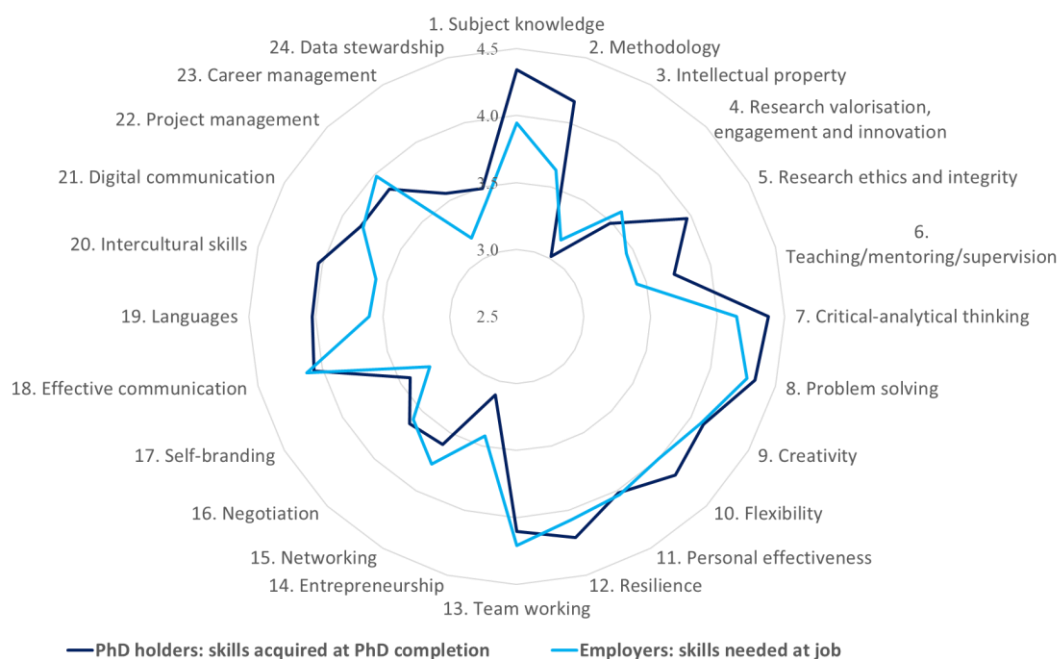 1. Subject knowledge
2. Methodology
3. Intellectual property
4. Research valorisation,
engagement and innovation
5. Research ethics and integrity
6.
Teaching/mentoring/supervision
7. Critical-analytical thinking
8. Problem solving
9. Creativity
10. Flexibility
11. Personal effectiveness
12. Resilience
13. Team working
14. Entrepreneurship
15. Networking
16. Negotiation
17. Self-branding
18. Effective communication
19. Languages
20. Intercultural skills
21. Digital communication
22. Project management
23. Career management
24. Data stewardship
4.5
4.0
3.5
3.0
2.5
PhD holders: skills acquired at PhD completion
Employers: skills needed at job